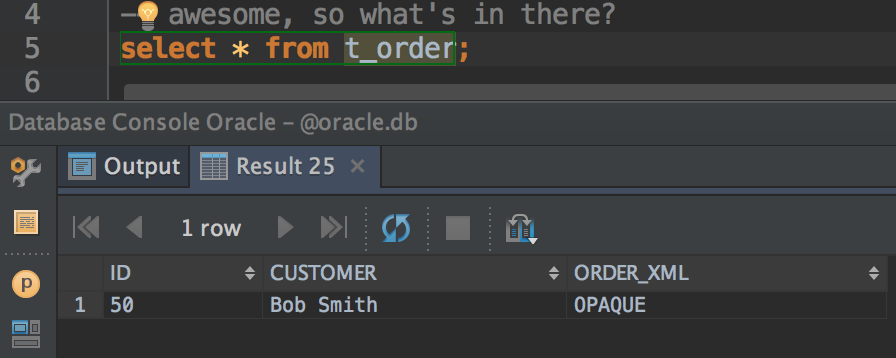 4 -- awesome, so what's in there?
5 select * from t_order;
6
Database Console Oracle – @oracle.db
Output Result 25 ×
1 row
ID CUSTOMER ORDER_XML
1 50 Bob Smith OPAQUE
p